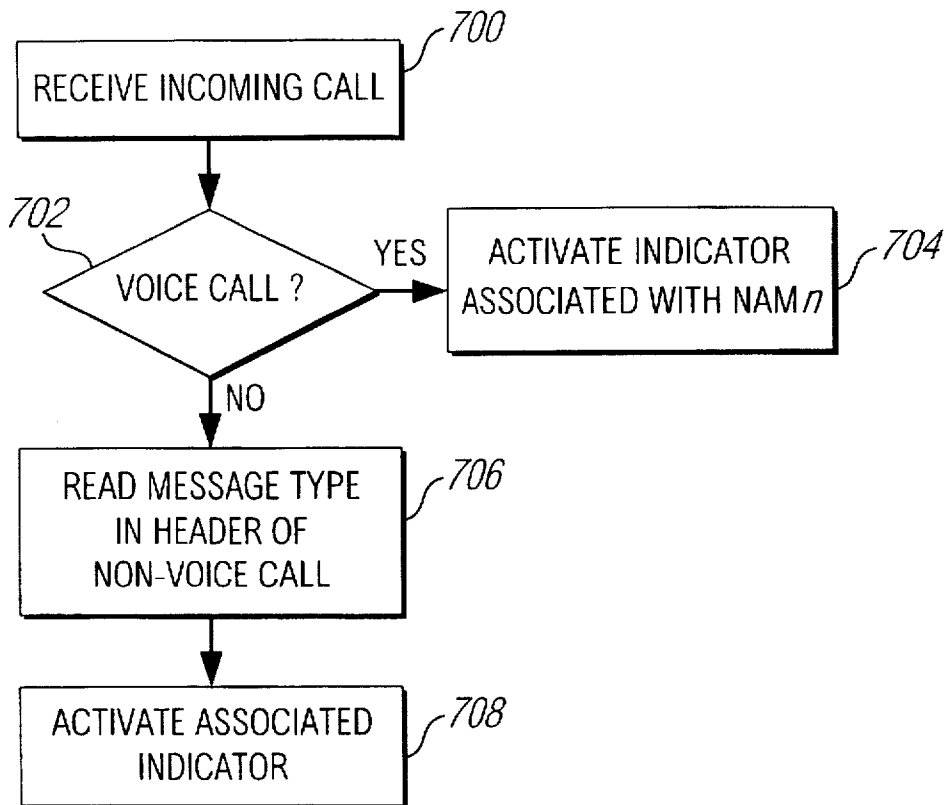 700
RECEIVE INCOMING CALL
702
VOICE CALL ?
YES
ACTIVATE INDICATOR
ASSOCIATED WITH NAM n
704
NO
READ MESSAGE TYPE
IN HEADER OF
NON-VOICE CALL
706
ACTIVATE ASSOCIATED
INDICATOR
708